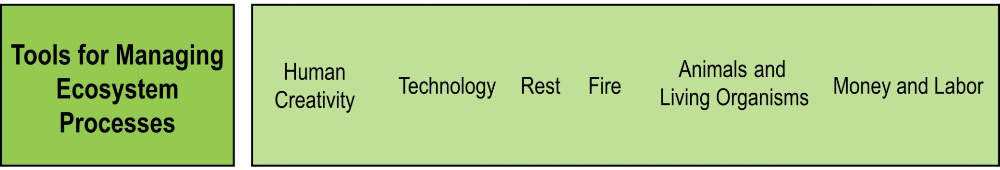 Tools for Managing
Ecosystem
Processes
Human
Creativity
Technology
Rest
Fire
Animals and
Living Organisms
Money and Labor